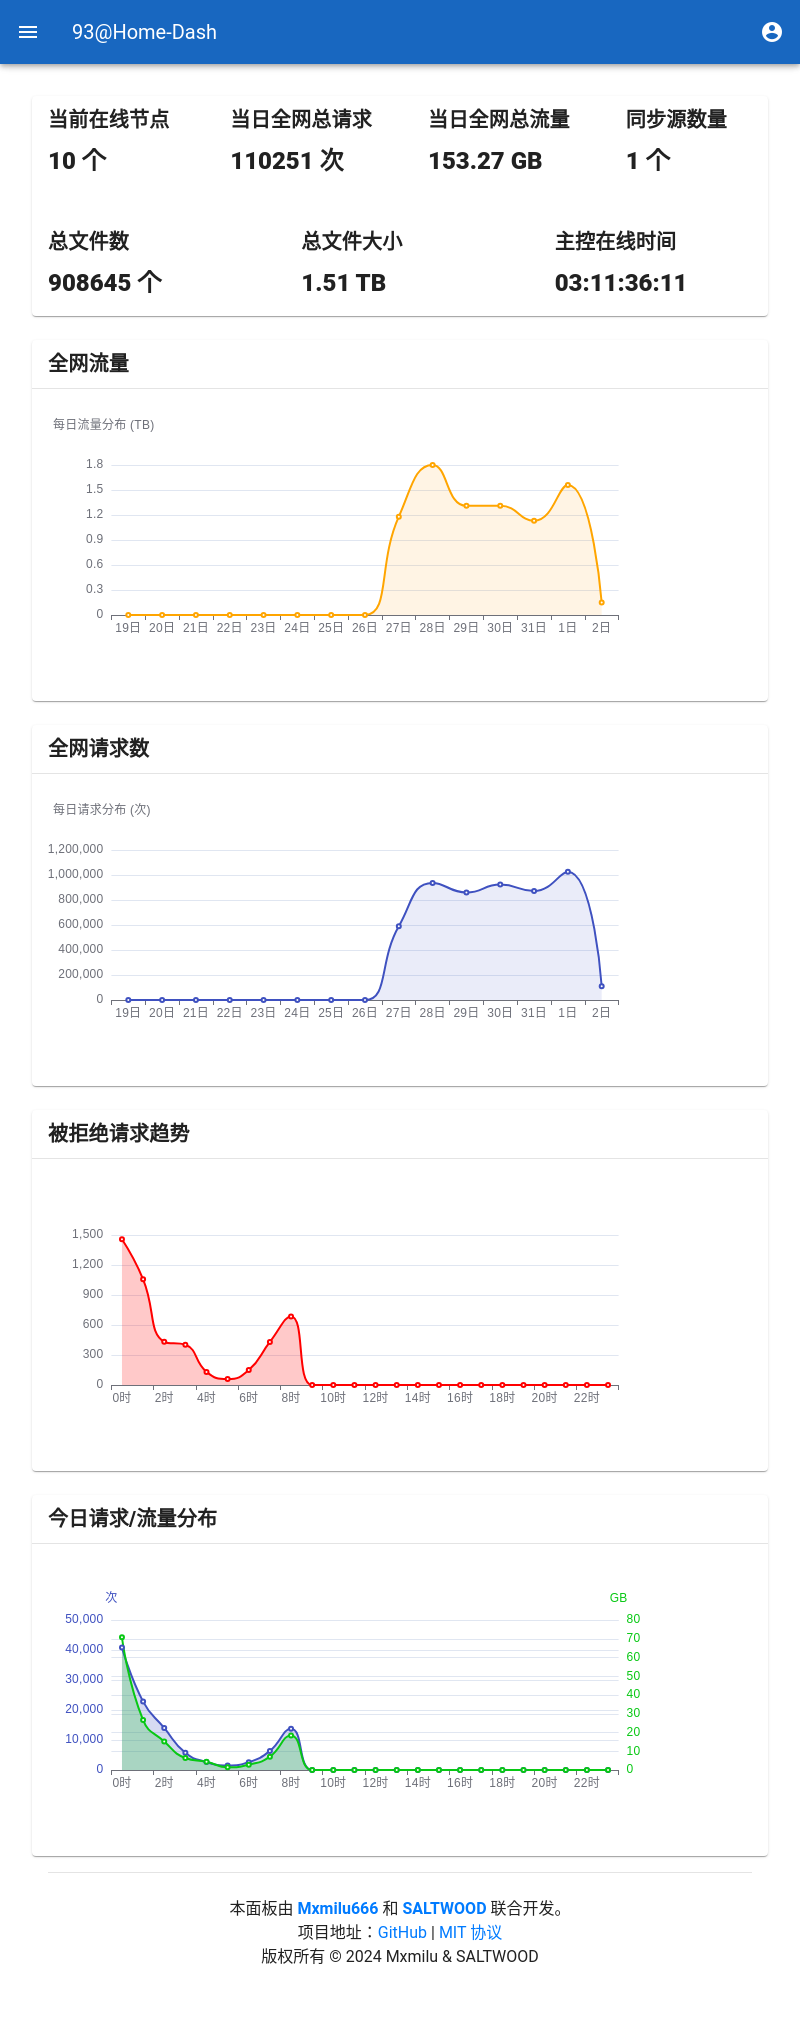 93@Home-Dash
当前在线节点 当日全网总请求 当日全网总流量 同步源数量
10 个 110251 次 153.27 GB 1 个
总文件数 总文件大小 主控在线时间
908645 个 1.51 TB 03:11:36:11
全网流量
每日流量分布 (TB)
1.8
1.5
1.2
0.9
0.6
0.3
0
19日 20日 21日 22日 23日 24日 25日 26日 27日 28日 29日 30日 31日 1日 2日
全网请求数
每日请求分布 (次)
1,200,000
1,000,000
800,000
600,000
400,000
200,000
0
19日 20日 21日 22日 23日 24日 25日 26日 27日 28日 29日 30日 31日 1日 2日
被拒绝请求趋势
1,500
1,200
900
600
300
0
0时 2时 4时 6时 8时 10时 12时 14时 16时 18时 20时 22时
今日请求/流量分布
次 GB
50,000 80
70
40,000 60
30,000 50
40
20,000 30
20
10,000 10
0 0
0时 2时 4时 6时 8时 10时 12时 14时 16时 18时 20时 22时
本面板由 Mxmilu666 和 SALTWOOD 联合开发。
项目地址：GitHub | MIT 协议
版权所有 © 2024 Mxmilu & SALTWOOD